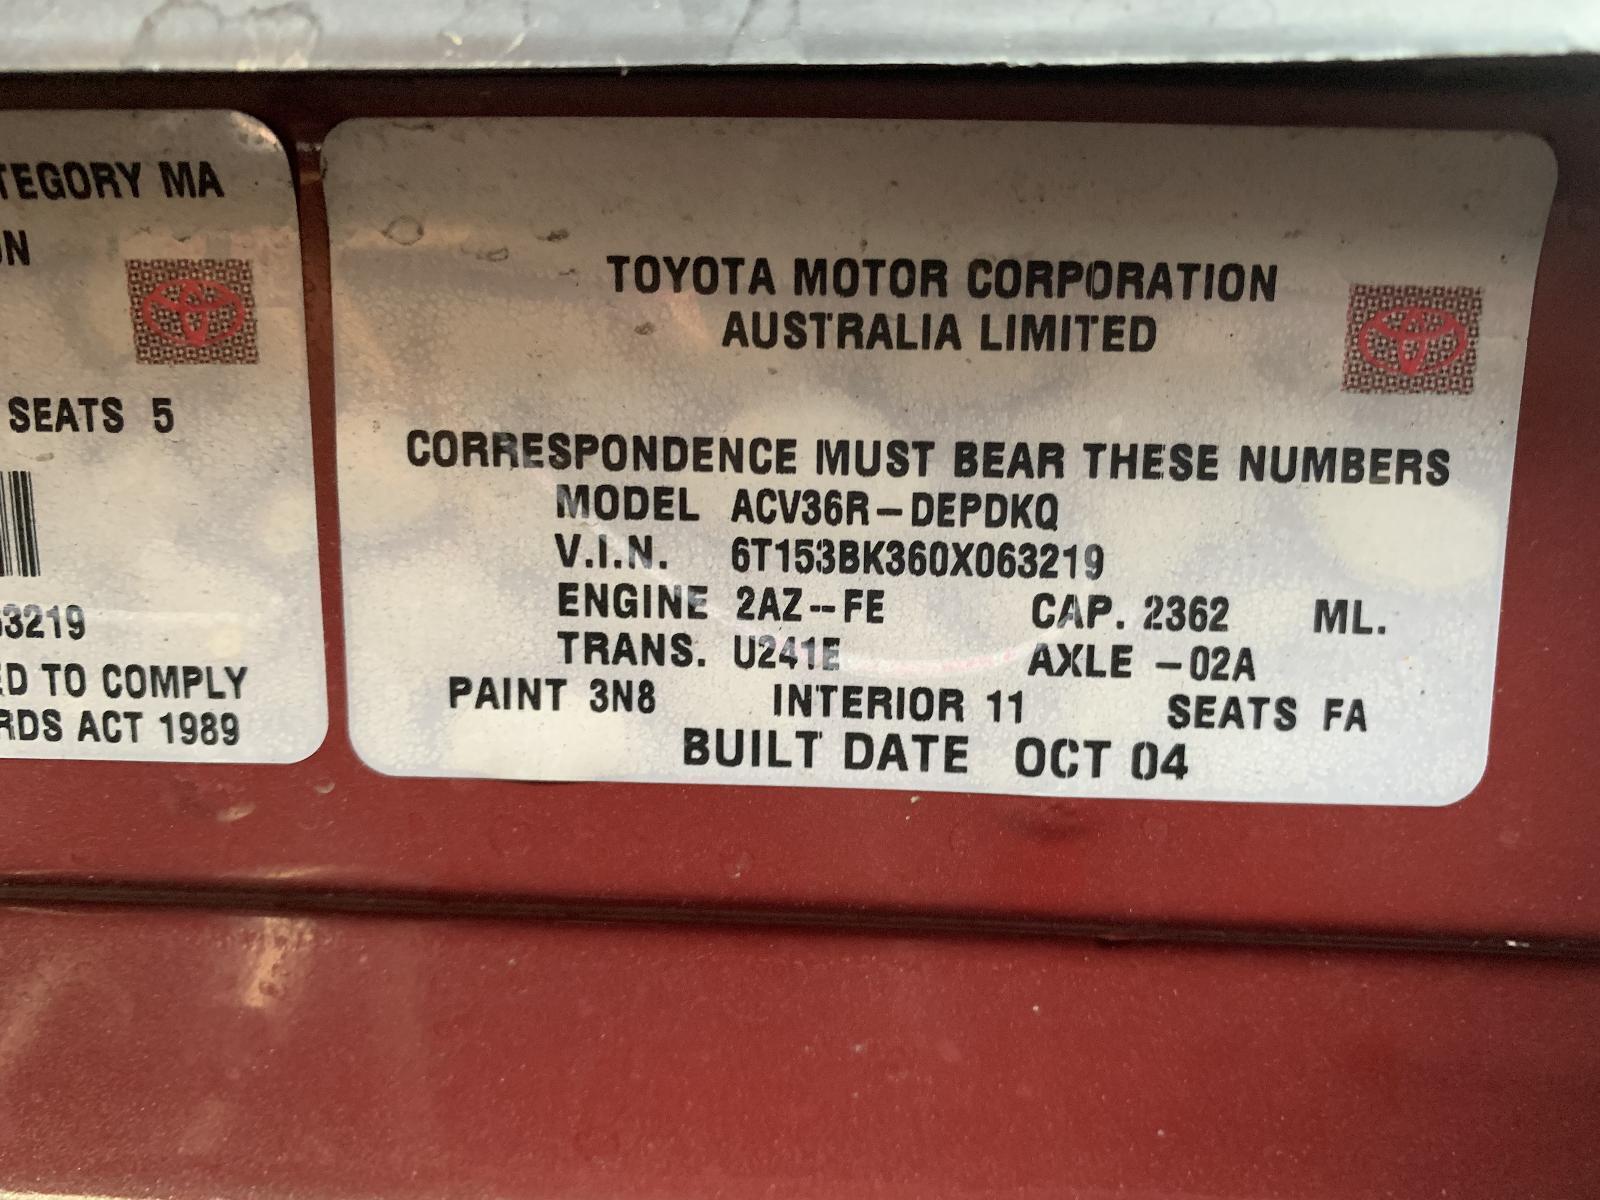 TEGORY MA
SEATS 5
3219
ED TO COMPLY
RDS ACT 1989
TOYOTA MOTOR CORPORATION
AUSTRALIA LIMITED
CORRESPONDENCE MUST BEAR THESE NUMBERS
MODEL ACV36R-DEPDKQ
V.I.N. 6T153BK360X063219
ENGINE 2AZ--FE CAP. 2362 ML.
TRANS. U241E AXLE -02A
PAINT 3N8 INTERIOR 11 SEATS FA
BUILT DATE OCT 04